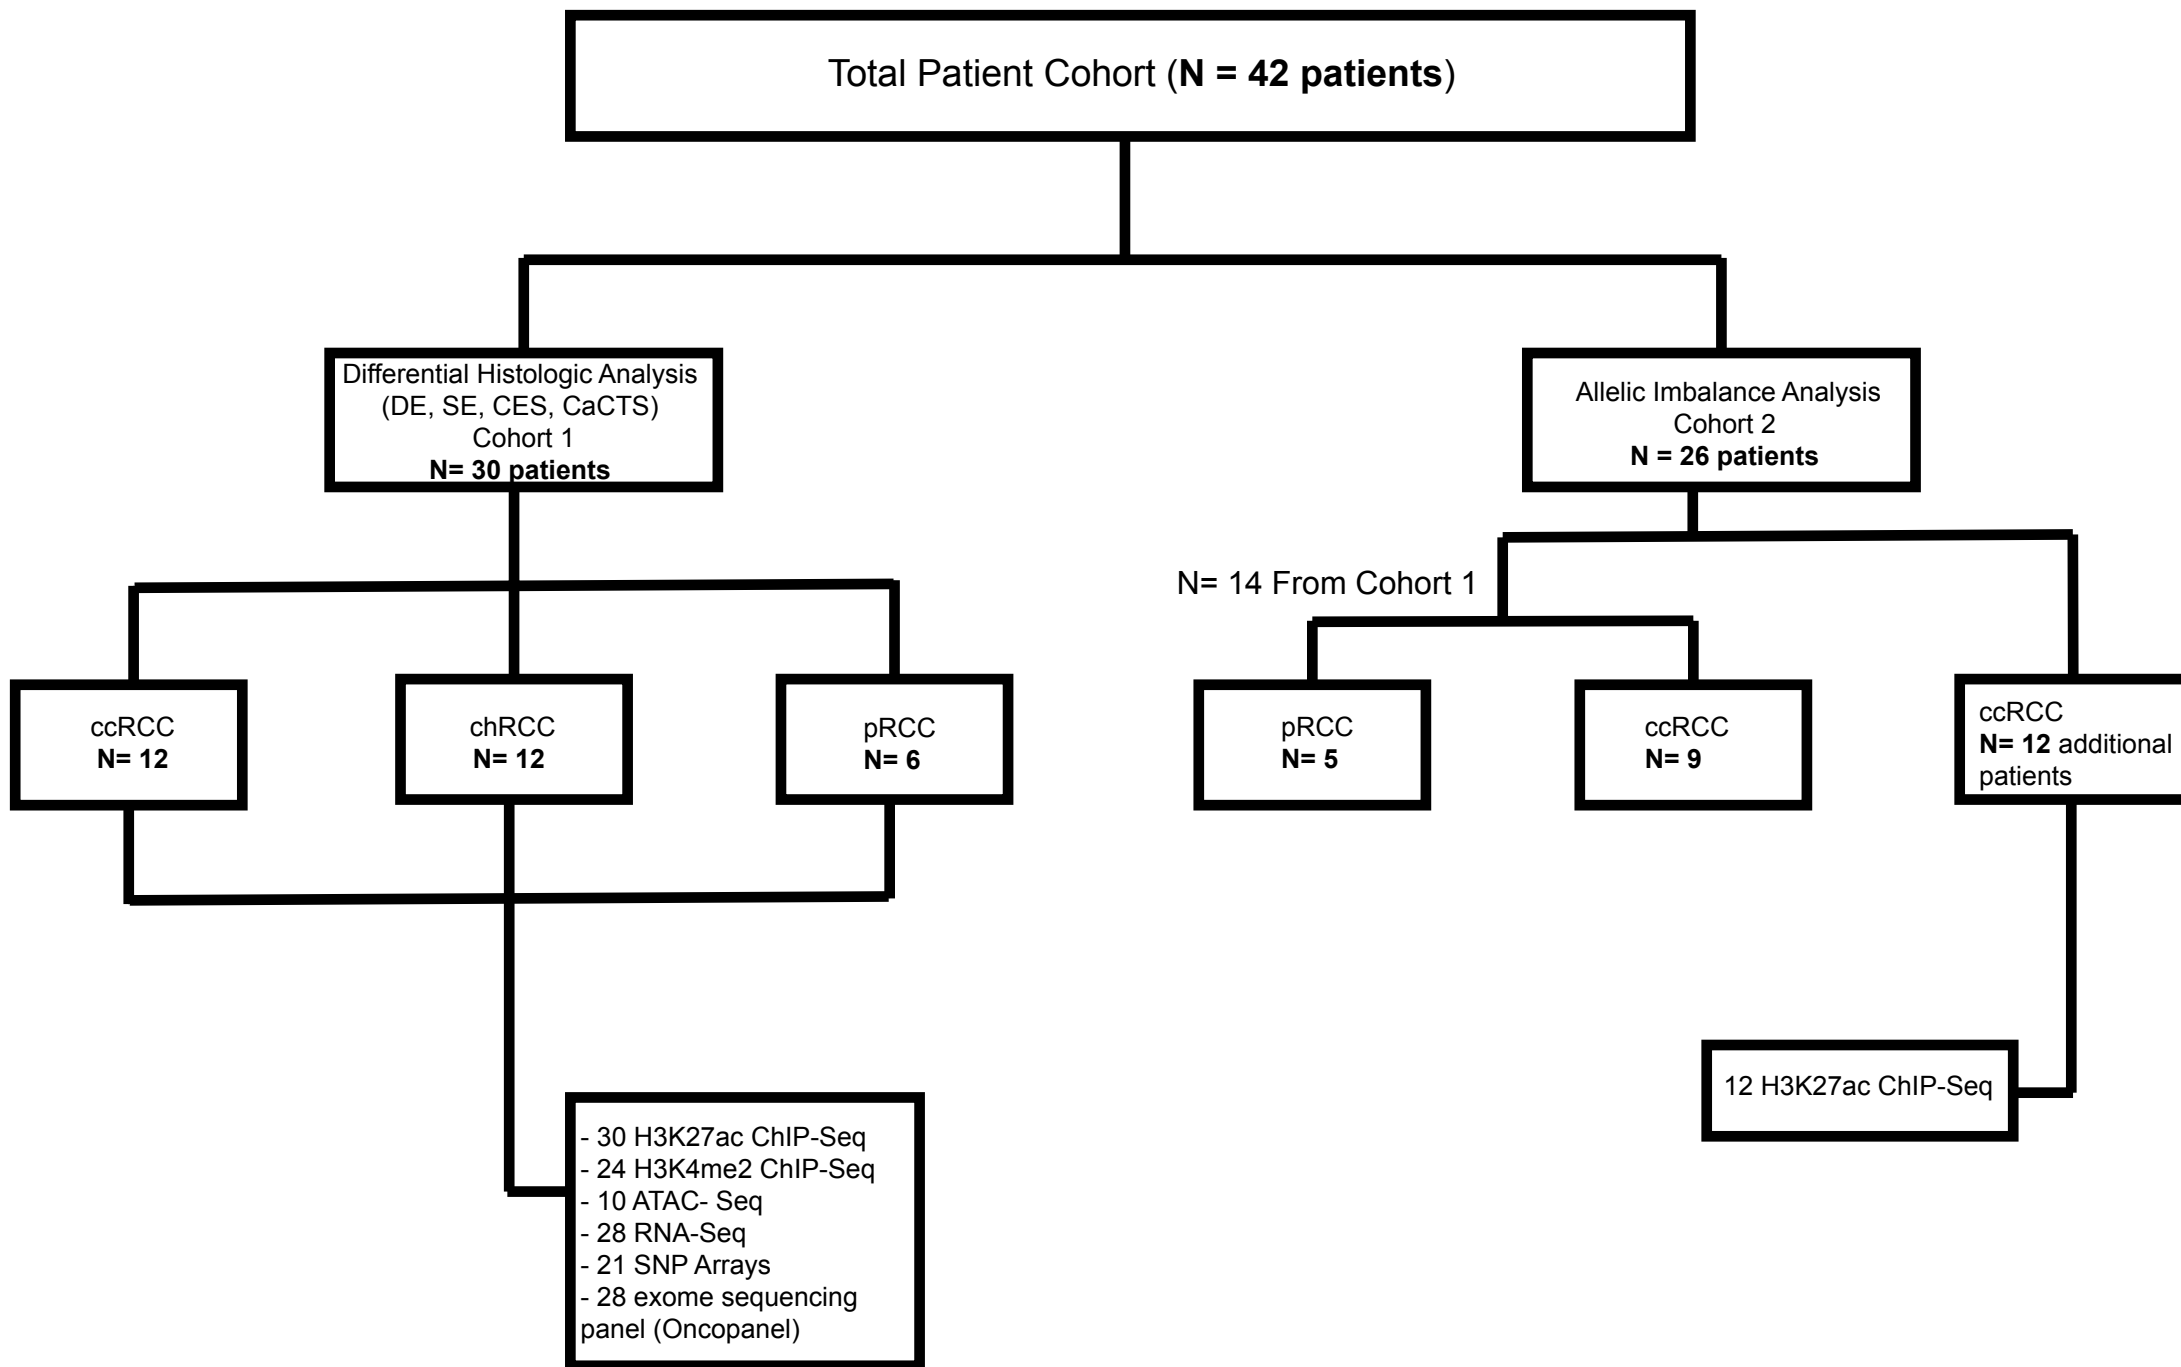 Total Patient Cohort (N = 42 patients)
Differential Histologic Analysis
(DE, SE, CES, CaCTS)
Cohort 1
N= 30 patients
Allelic Imbalance Analysis
Cohort 2
N = 26 patients
N= 14 From Cohort 1
ccRCC
N= 12
chRCC
N= 12
pRCC
N= 6
pRCC
N= 5
ccRCC
N= 9
ccRCC
N= 12 additional
patients
12 H3K27ac ChIP-Seq
- 30 H3K27ac ChIP-Seq
- 24 H3K4me2 ChIP-Seq
- 10 ATAC- Seq
- 28 RNA-Seq
- 21 SNP Arrays
- 28 exome sequencing
panel (Oncopanel)